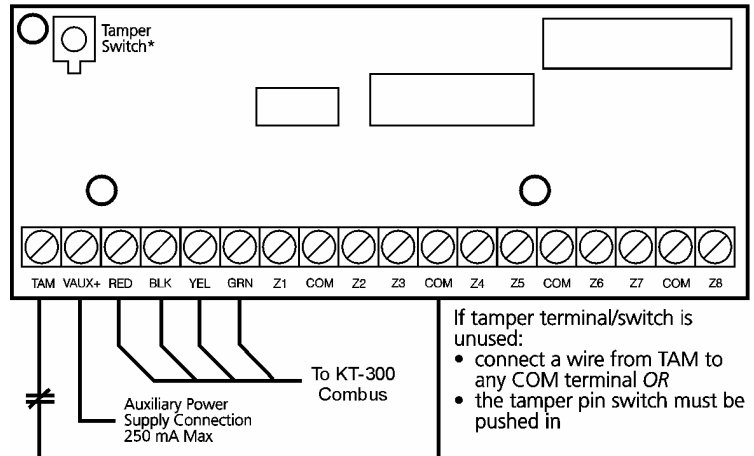 Tamper
Switch*
TAM VAUX+ RED BLK YEL GRN Z1 COM Z2 Z3 COM Z4 Z5 COM Z6 Z7 COM Z8
To KT-300
Combus
Auxiliary Power
Supply Connection
250 mA Max
If tamper terminal/switch is
unused:
• connect a wire from TAM to
any COM terminal OR
• the tamper pin switch must be
pushed in